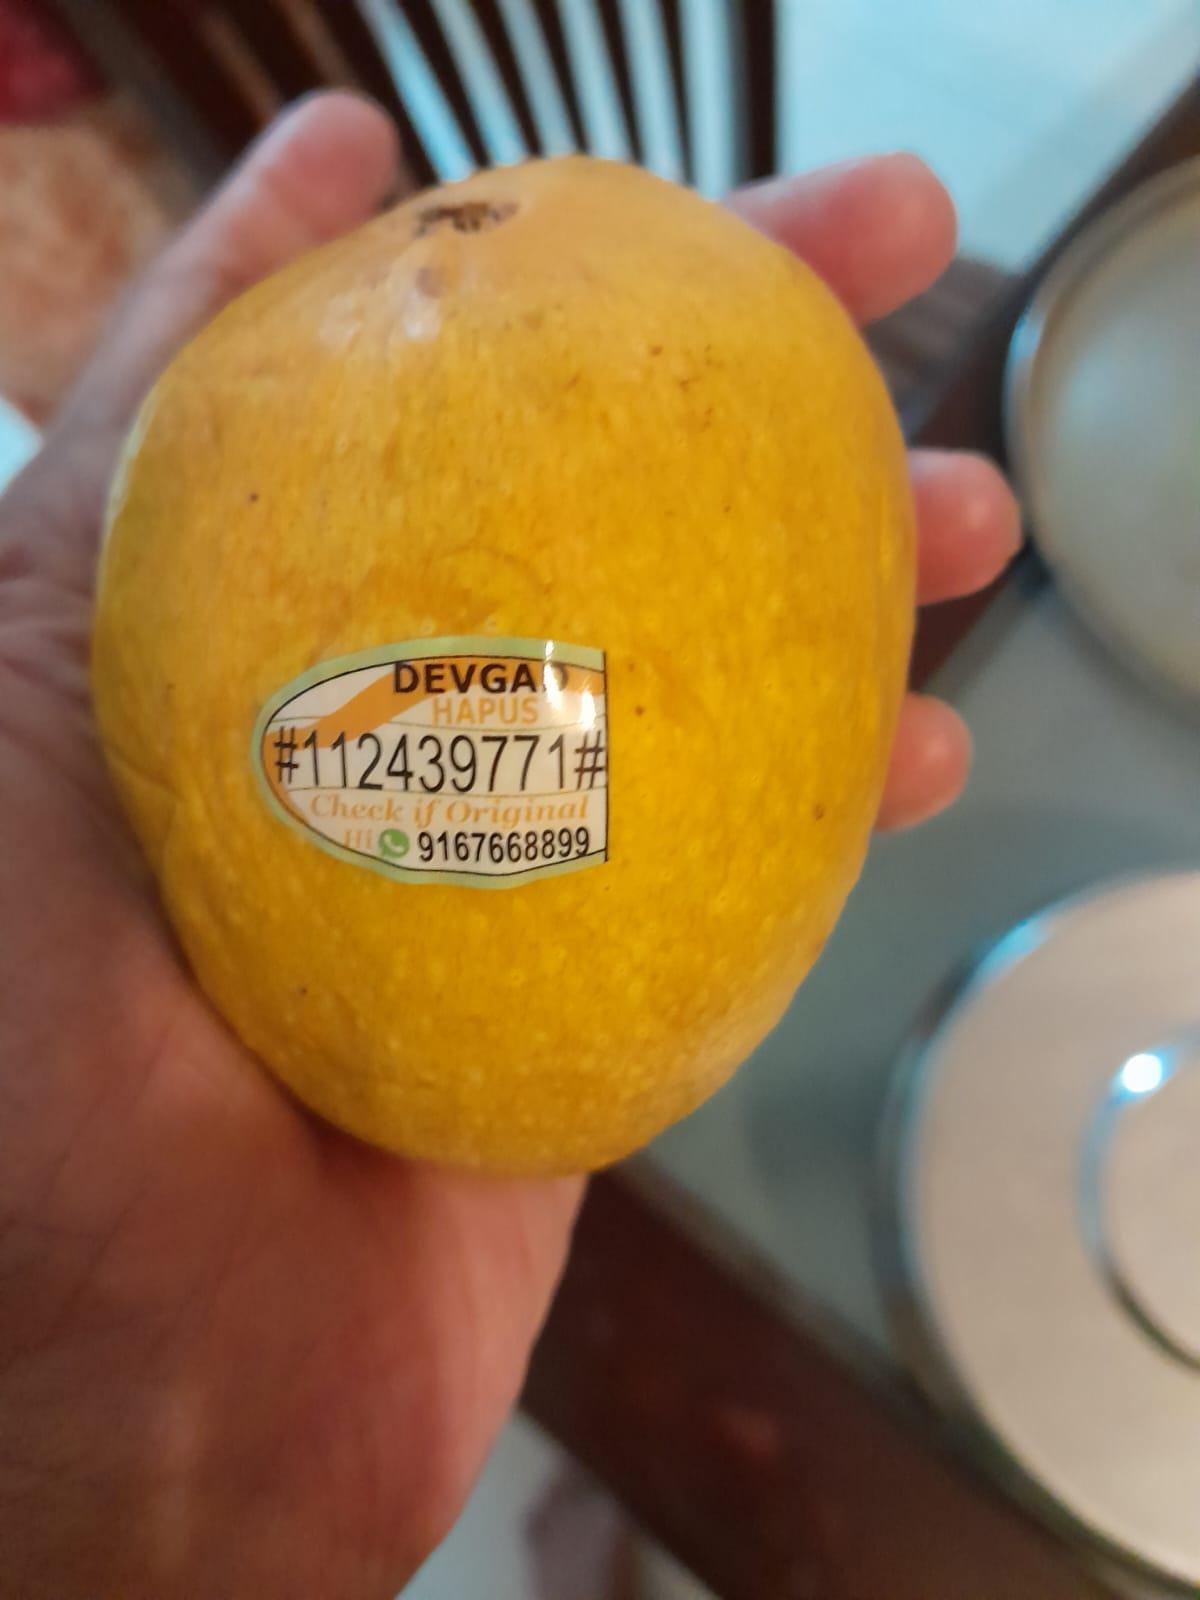 DEVGAD
HAPUS
#112439771#
Check if Original
Hi 9167668899